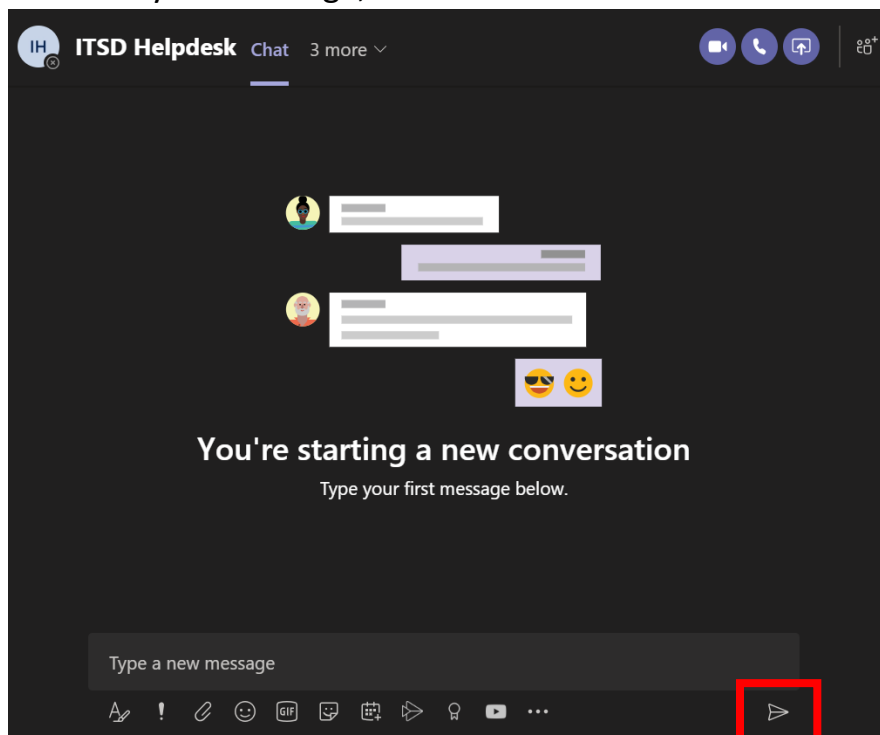 IH ITSD Helpdesk Chat 3 more
You're starting a new conversation
Type your first message below.
Type a new message
GIF